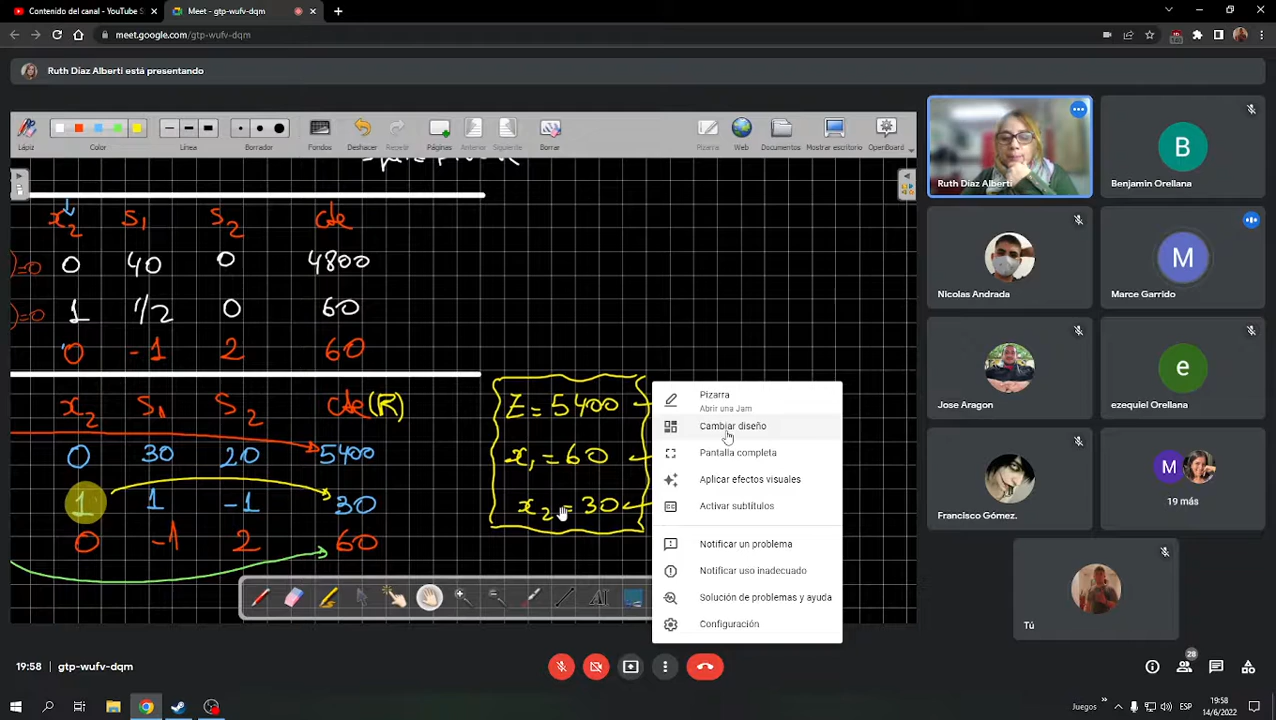 Contenido del canal - YouTube S
Meet - gtp-wufv-dqm
meet.google.com/gtp-wufv-dqm
Ruth Díaz Alberti está presentando
Lápiz
Color
Línea
Borrador
Fondos
Deshacer
Rehacer
Páginas
Anterior
Siguiente
Borrar
Pizarra
Web
Documentos
Mostrar escritorio
OpenBoard
x₂ S₁ S₂ cte
)=0 0 40 0 4800
)=0 1 1/2 0 60
0 -1 2 60
x₂ S₁ S₂ cte (R)
0 30 20 5400
1 1 -1 30
0 -1 2 60
Z = 5400
x₁ = 60
x₂ = 30
Pizarra
Abrir una Jam
Cambiar diseño
Pantalla completa
Aplicar efectos visuales
Activar subtítulos
Notificar un problema
Notificar uso inadecuado
Solución de problemas y ayuda
Configuración
Ruth Díaz Alberti
B
Benjamin Orellana
Nicolas Andrada
M
Marce Garrido
Jose Aragon
e
ezequiel Orellana
Francisco Gómez.
M
19 más
Tú
19:58 | gtp-wufv-dqm
28
Juegos
ESP
19:58
14/6/2022